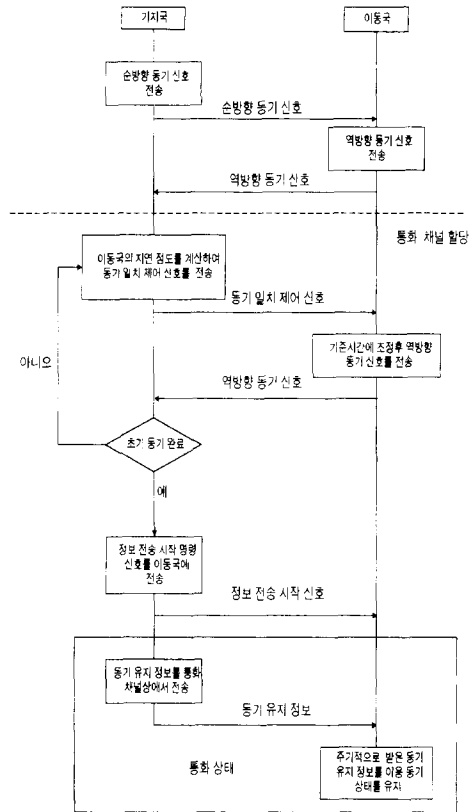 기지국
이동국
순방향 동기 신호
전송
순방향 동기 신호
역방향 동기 신호
전송
역방향 동기 신호
통화 채널 할당
이동국의 지연 정도를 계산하여
동기 일치 제어 신호를 전송
동기 일치 제어 신호
아니오
기준시간에 조정후 역방향
동기 신호를 전송
역방향 동기 신호
초기 동기 완료
예
정보 전송 시작 명령
신호를 이동국에
전송
정보 전송 시작 신호
동기 유지 정보를 통화
채널상에서 전송
동기 유지 정보
주기적으로 받은 동기
유지 정보를 이용 동기
상태를 유지
통화 상태